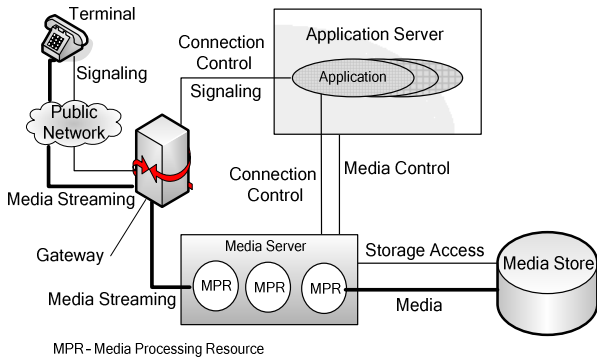 Terminal
Signaling
Public
Network
Media Streaming
Gateway
Media Streaming
Connection
Control
Signaling
Application Server
Application
Connection
Control
Media Control
Media Server
MPR
MPR
MPR
Storage Access
Media
Media Store
MPR - Media Processing Resource